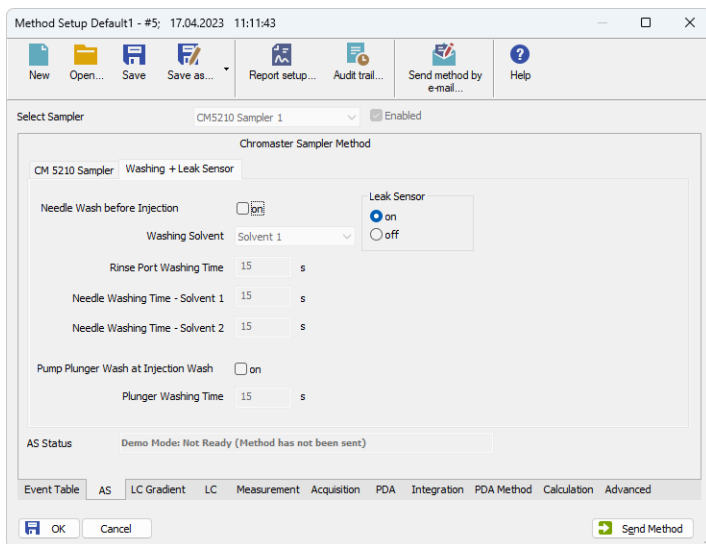 Method Setup Default1 - #5; 17.04.2023 11:11:43
New Open... Save Save as... Report setup... Audit trail... Send method by e-mail... Help
Select Sampler CM5210 Sampler 1 Enabled
Chromaster Sampler Method
CM 5210 Sampler Washing + Leak Sensor
Leak Sensor
Needle Wash before Injection on on
Washing Solvent Solvent 1 off
Rinse Port Washing Time 15 s
Needle Washing Time - Solvent 1 15 s
Needle Washing Time - Solvent 2 15 s
Pump Plunger Wash at Injection Wash on
Plunger Washing Time 15 s
AS Status Demo Mode: Not Ready (Method has not been sent)
Event Table AS LC Gradient LC Measurement Acquisition PDA Integration PDA Method Calculation Advanced
OK Cancel Send Method